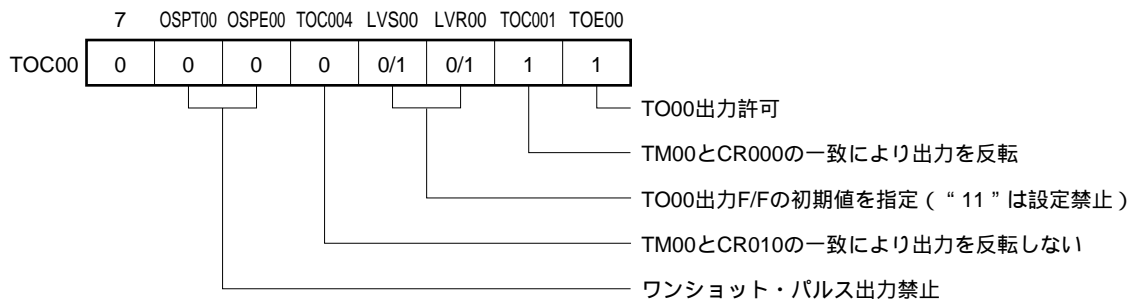 7 OSPT00 OSPE00 TOC004 LVS00 LVR00 TOC001 TOE00
TOC00 0 0 0 0 0/1 0/1 1 1
TO00出力許可
TM00とCR000の一致により出力を反転
TO00出力F/Fの初期値を指定（“11”は設定禁止）
TM00とCR010の一致により出力を反転しない
ワンショット・パルス出力禁止